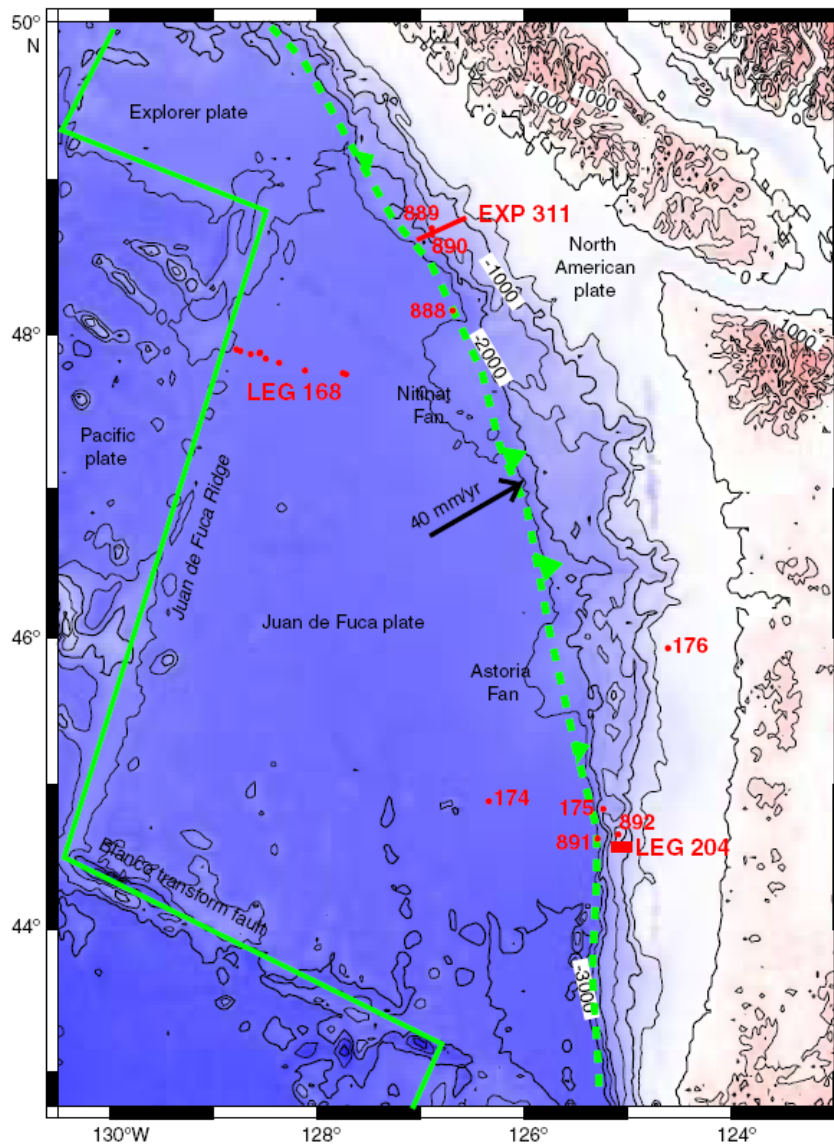 50°
N
Explorer plate
1000
1000
889
EXP 311
890
North
American
plate
-1000
888
48°
1000
-2000
LEG 168
Nitinat
Fan
Pacific
plate
40 mm/yr
Juan de Fuca Ridge
46°
Juan de Fuca plate
176
Astoria
Fan
174
175
892
891
LEG 204
Blanco transform fault
44°
-3000
130°W
128°
126°
124°